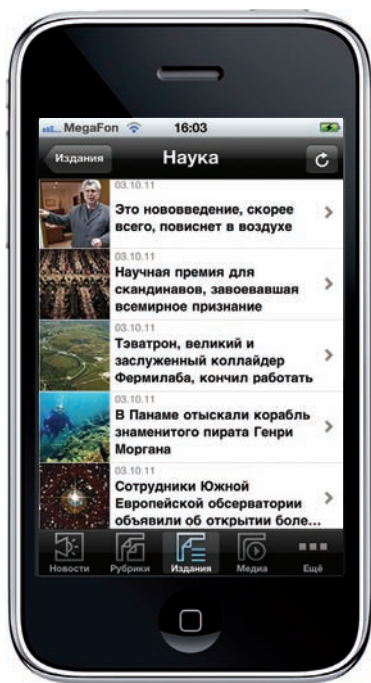 MegaFon 16:03
Издания Наука
03.10.11
Это нововведение, скорее
всего, повиснет в воздухе
03.10.11
Научная премия для
скандинавов, завоевавшая
всемирное признание
03.10.11
Тэватрон, великий и
заслуженный коллайдер
Фермилаба, кончил работать
03.10.11
В Панаме отыскали корабль
знаменитого пирата Генри
Моргана
03.10.11
Сотрудники Южной
Европейской обсерватории
объявили об открытии боле...
Новости Рубрики Издания Медиа Ещё